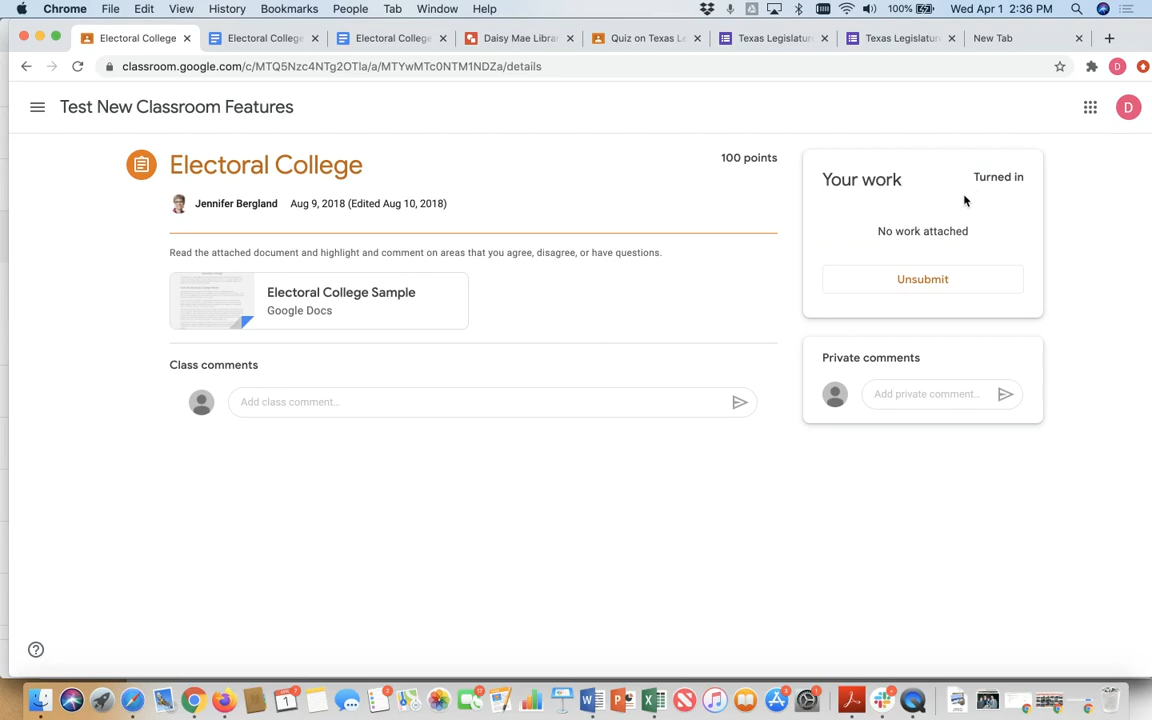 Chrome File Edit View History Bookmarks People Tab Window Help 100% Wed Apr 1 2:36 PM
Electoral College Electoral College Electoral College Daisy Mae Librar Quiz on Texas Le Texas Legislatur Texas Legislatur New Tab
classroom.google.com/c/MTQ5Nzc4NTg2OTla/a/MTYwMTc0NTM1NDZa/details D
Test New Classroom Features D
Electoral College 100 points
Jennifer Bergland Aug 9, 2018 (Edited Aug 10, 2018)
Read the attached document and highlight and comment on areas that you agree, disagree, or have questions.
Electoral College Sample
Google Docs
Class comments
Add class comment...
Your work Turned in
No work attached
Unsubmit
Private comments
Add private comment...